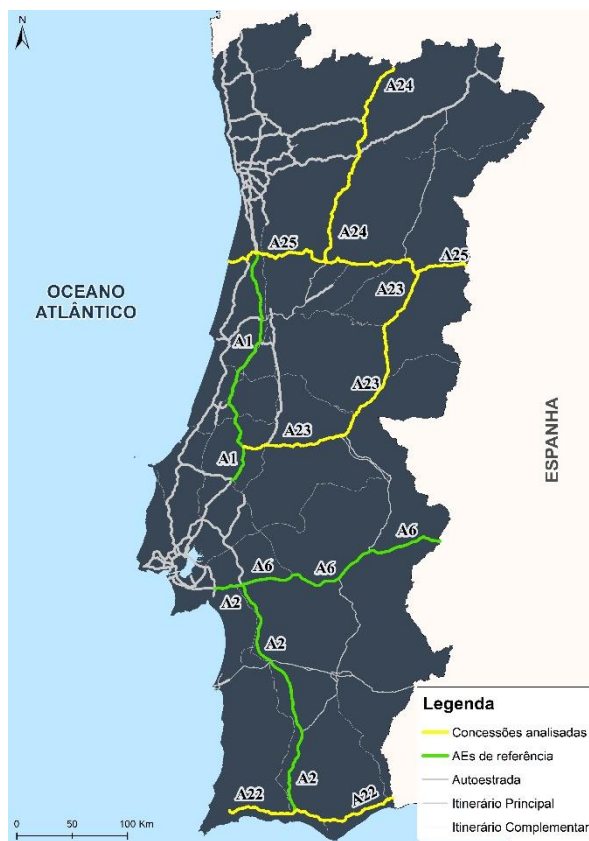 N
A24
A24
A25
A25
A23
OCEANO
ATLÂNTICO
A1
A23
ESPANHA
A23
A1
A6
A6
A6
A2
A2
A2
A22
A22
Legenda
Concessões analisadas
AEs de referência
Autoestrada
Itinerário Principal
Itinerário Complementar
0 50 100 Km